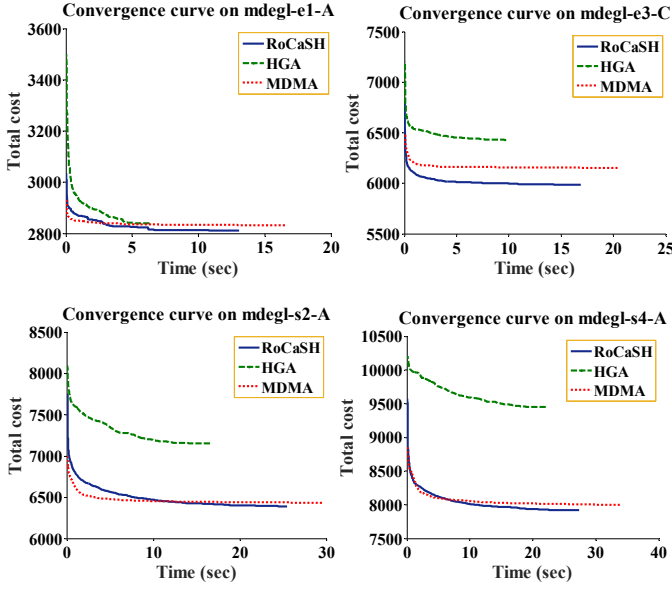 Convergence curve on mdegl-e1-A
3600
3400
3200
3000
2800
0
5
10
15
20
Total cost
Time (sec)
RoCaSH
HGA
MDMA
Convergence curve on mdegl-e3-C
7500
7000
6500
6000
5500
0
5
10
15
20
25
Total cost
Time (sec)
RoCaSH
HGA
MDMA
Convergence curve on mdegl-s2-A
8500
8000
7500
7000
6500
6000
0
10
20
30
Total cost
Time (sec)
RoCaSH
HGA
MDMA
Convergence curve on mdegl-s4-A
10500
10000
9500
9000
8500
8000
7500
0
10
20
30
40
Total cost
Time (sec)
RoCaSH
HGA
MDMA